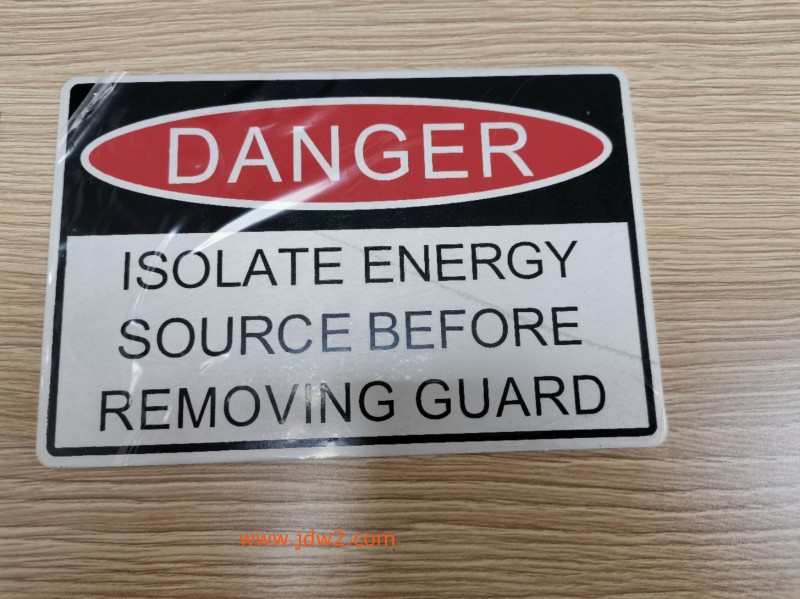 DANGER
ISOLATE ENERGY
SOURCE BEFORE
REMOVING GUARD
www.jdw2.com